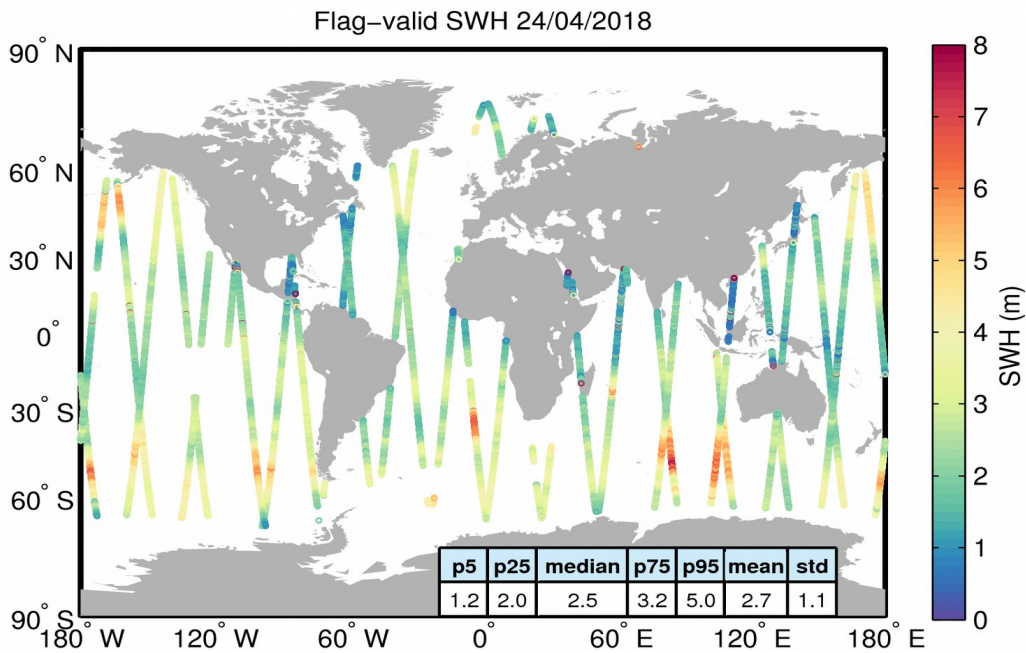 Flag−valid SWH 24/04/2018
90° N
60° N
30° N
0°
30° S
60° S
90° S
180° W
120° W
60° W
0°
60° E
120° E
180° E
p5 p25 median p75 p95 mean std
1.2 2.0 2.5 3.2 5.0 2.7 1.1
8
7
6
5
4
3
2
1
0
SWH (m)